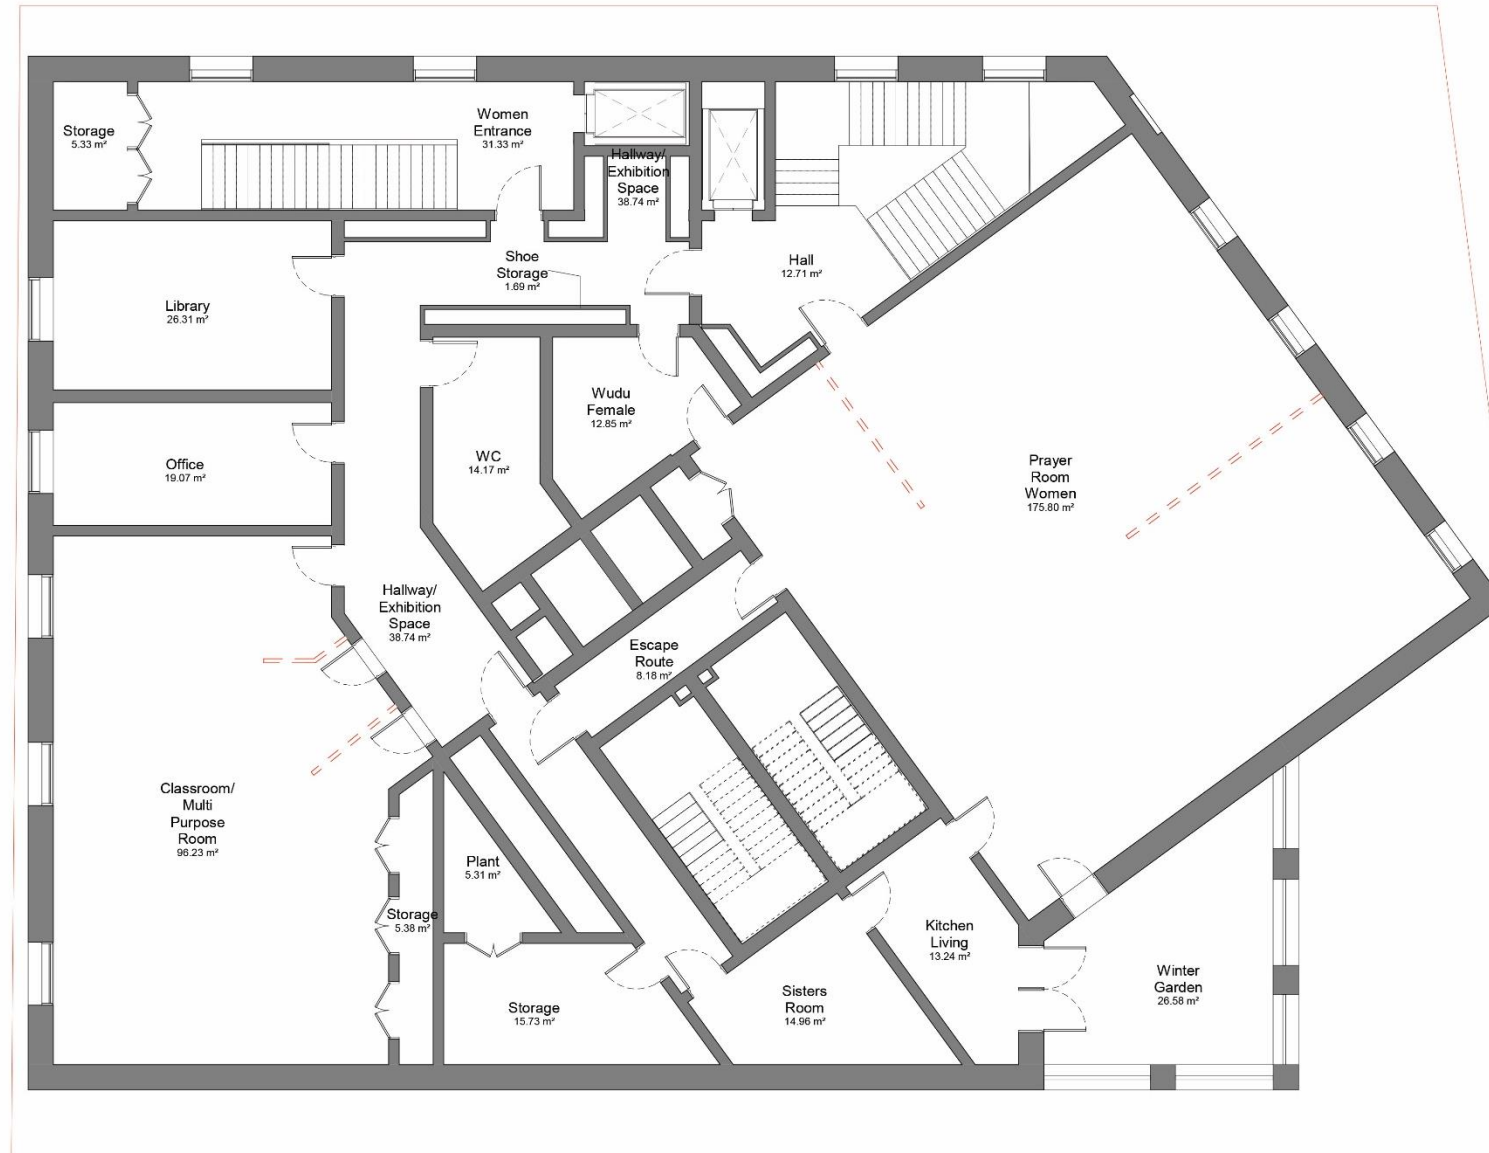 Storage
5.33 m²
Women
Entrance
31.33 m²
Hallway/
Exhibition
Space
38.74 m²
Shoe
Storage
1.69 m²
Hall
12.71 m²
Library
26.31 m²
Wudu
Female
12.85 m²
WC
14.17 m²
Office
19.07 m²
Prayer
Room
Women
175.80 m²
Hallway/
Exhibition
Space
38.74 m²
Escape
Route
8.18 m²
Classroom/
Multi
Purpose
Room
96.23 m²
Plant
5.31 m²
Storage
5.38 m²
Kitchen
Living
13.24 m²
Winter
Garden
26.58 m²
Sisters
Room
14.96 m²
Storage
15.73 m²